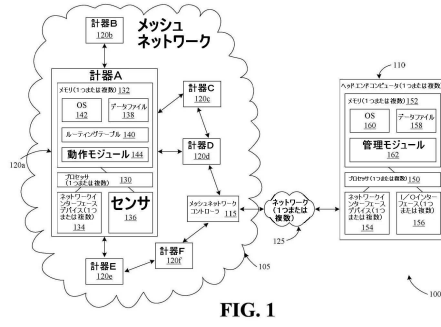 計器B
120b
メッシュ
ネットワーク
計器A
メモリ(1つまたは複数) 132
OS
142
データファイル
138
ルーティングテーブル 140
動作モジュール 144
120a
プロセッサ
(1つまたは複数) 130
ネットワーク
インターフェース
デバイス(1つ
または複数)
134
センサ
136
計器C
120c
計器D
120d
メッシュネットワーク
コントローラ 115
計器E
120e
計器F
120f
105
ネットワーク
(1つまたは
複数)
125
110
ヘッドエンドコンピュータ(1つまたは複数)
メモリ(1つまたは複数) 152
OS
160
データファイル
158
管理モジュール
162
プロセッサ(1つまたは複数) 150
ネットワーク
インターフェース
デバイス(1つ
または複数)
154
I/Oインター
フェース(1つ
または複数)
156
100
FIG. 1